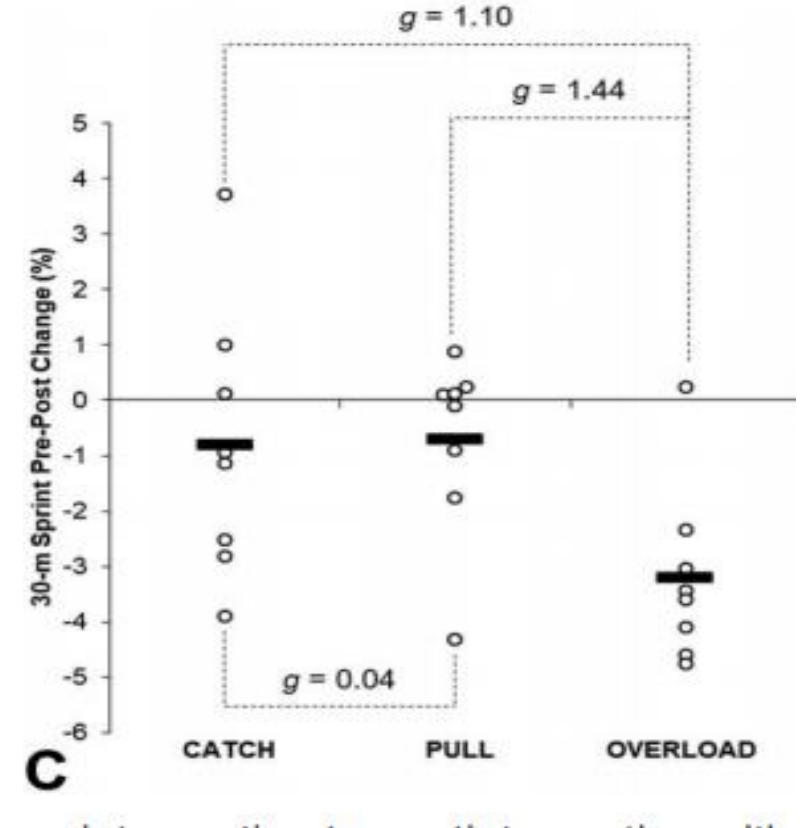 g = 1.10
g = 1.44
5
4
3
2
1
0
-1
-2
-3
-4
-5
-6
30-m Sprint Pre-Post Change (%)
g = 0.04
CATCH PULL OVERLOAD
C